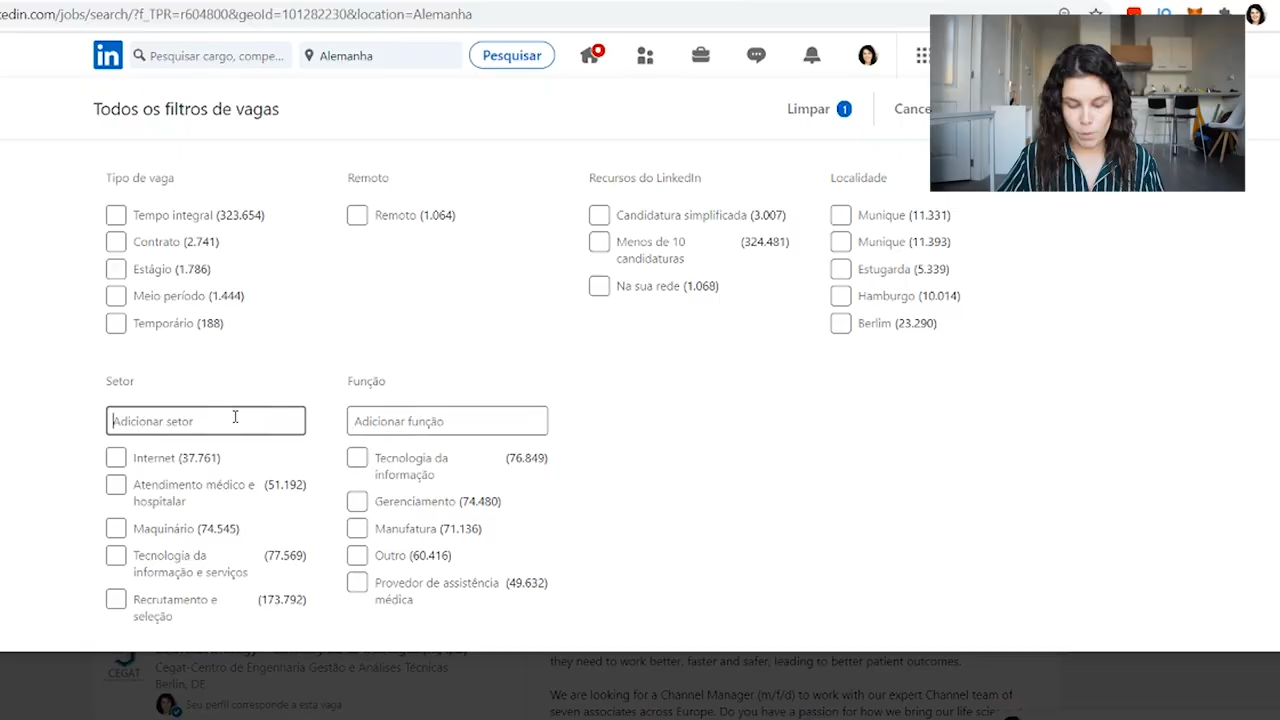 edin.com/jobs/search/?f_TPR=r604800&geoId=101282230&location=Alemanha
in
Pesquisar cargo, compe...
Alemanha
Pesquisar
Todos os filtros de vagas
Limpar 1
Cance
Tipo de vaga
Tempo integral (323.654)
Contrato (2.741)
Estágio (1.786)
Meio período (1.444)
Temporário (188)
Remoto
Remoto (1.064)
Recursos do LinkedIn
Candidatura simplificada (3.007)
Menos de 10 (324.481)
candidaturas
Na sua rede (1.068)
Localidade
Munique (11.331)
Munique (11.393)
Estugarda (5.339)
Hamburgo (10.014)
Berlim (23.290)
Setor
Adicionar setor
Internet (37.761)
Atendimento médico e (51.192)
hospitalar
Maquinário (74.545)
Tecnologia da (77.569)
informação e serviços
Recrutamento e (173.792)
seleção
Função
Adicionar função
Tecnologia da (76.849)
informação
Gerenciamento (74.480)
Manufatura (71.136)
Outro (60.416)
Provedor de assistência (49.632)
médica
CEGAT
Cegat-Centro de Engenharia Gestão e Análises Técnicas
Berlin, DE
Seu perfil corresponde a esta vaga
they need to work better, faster and safer, leading to better patient outcomes.
We are looking for a Channel Manager (m/f/d) to work with our expert Channel team of
seven associates across Europe. Do you have a passion for how we bring our life